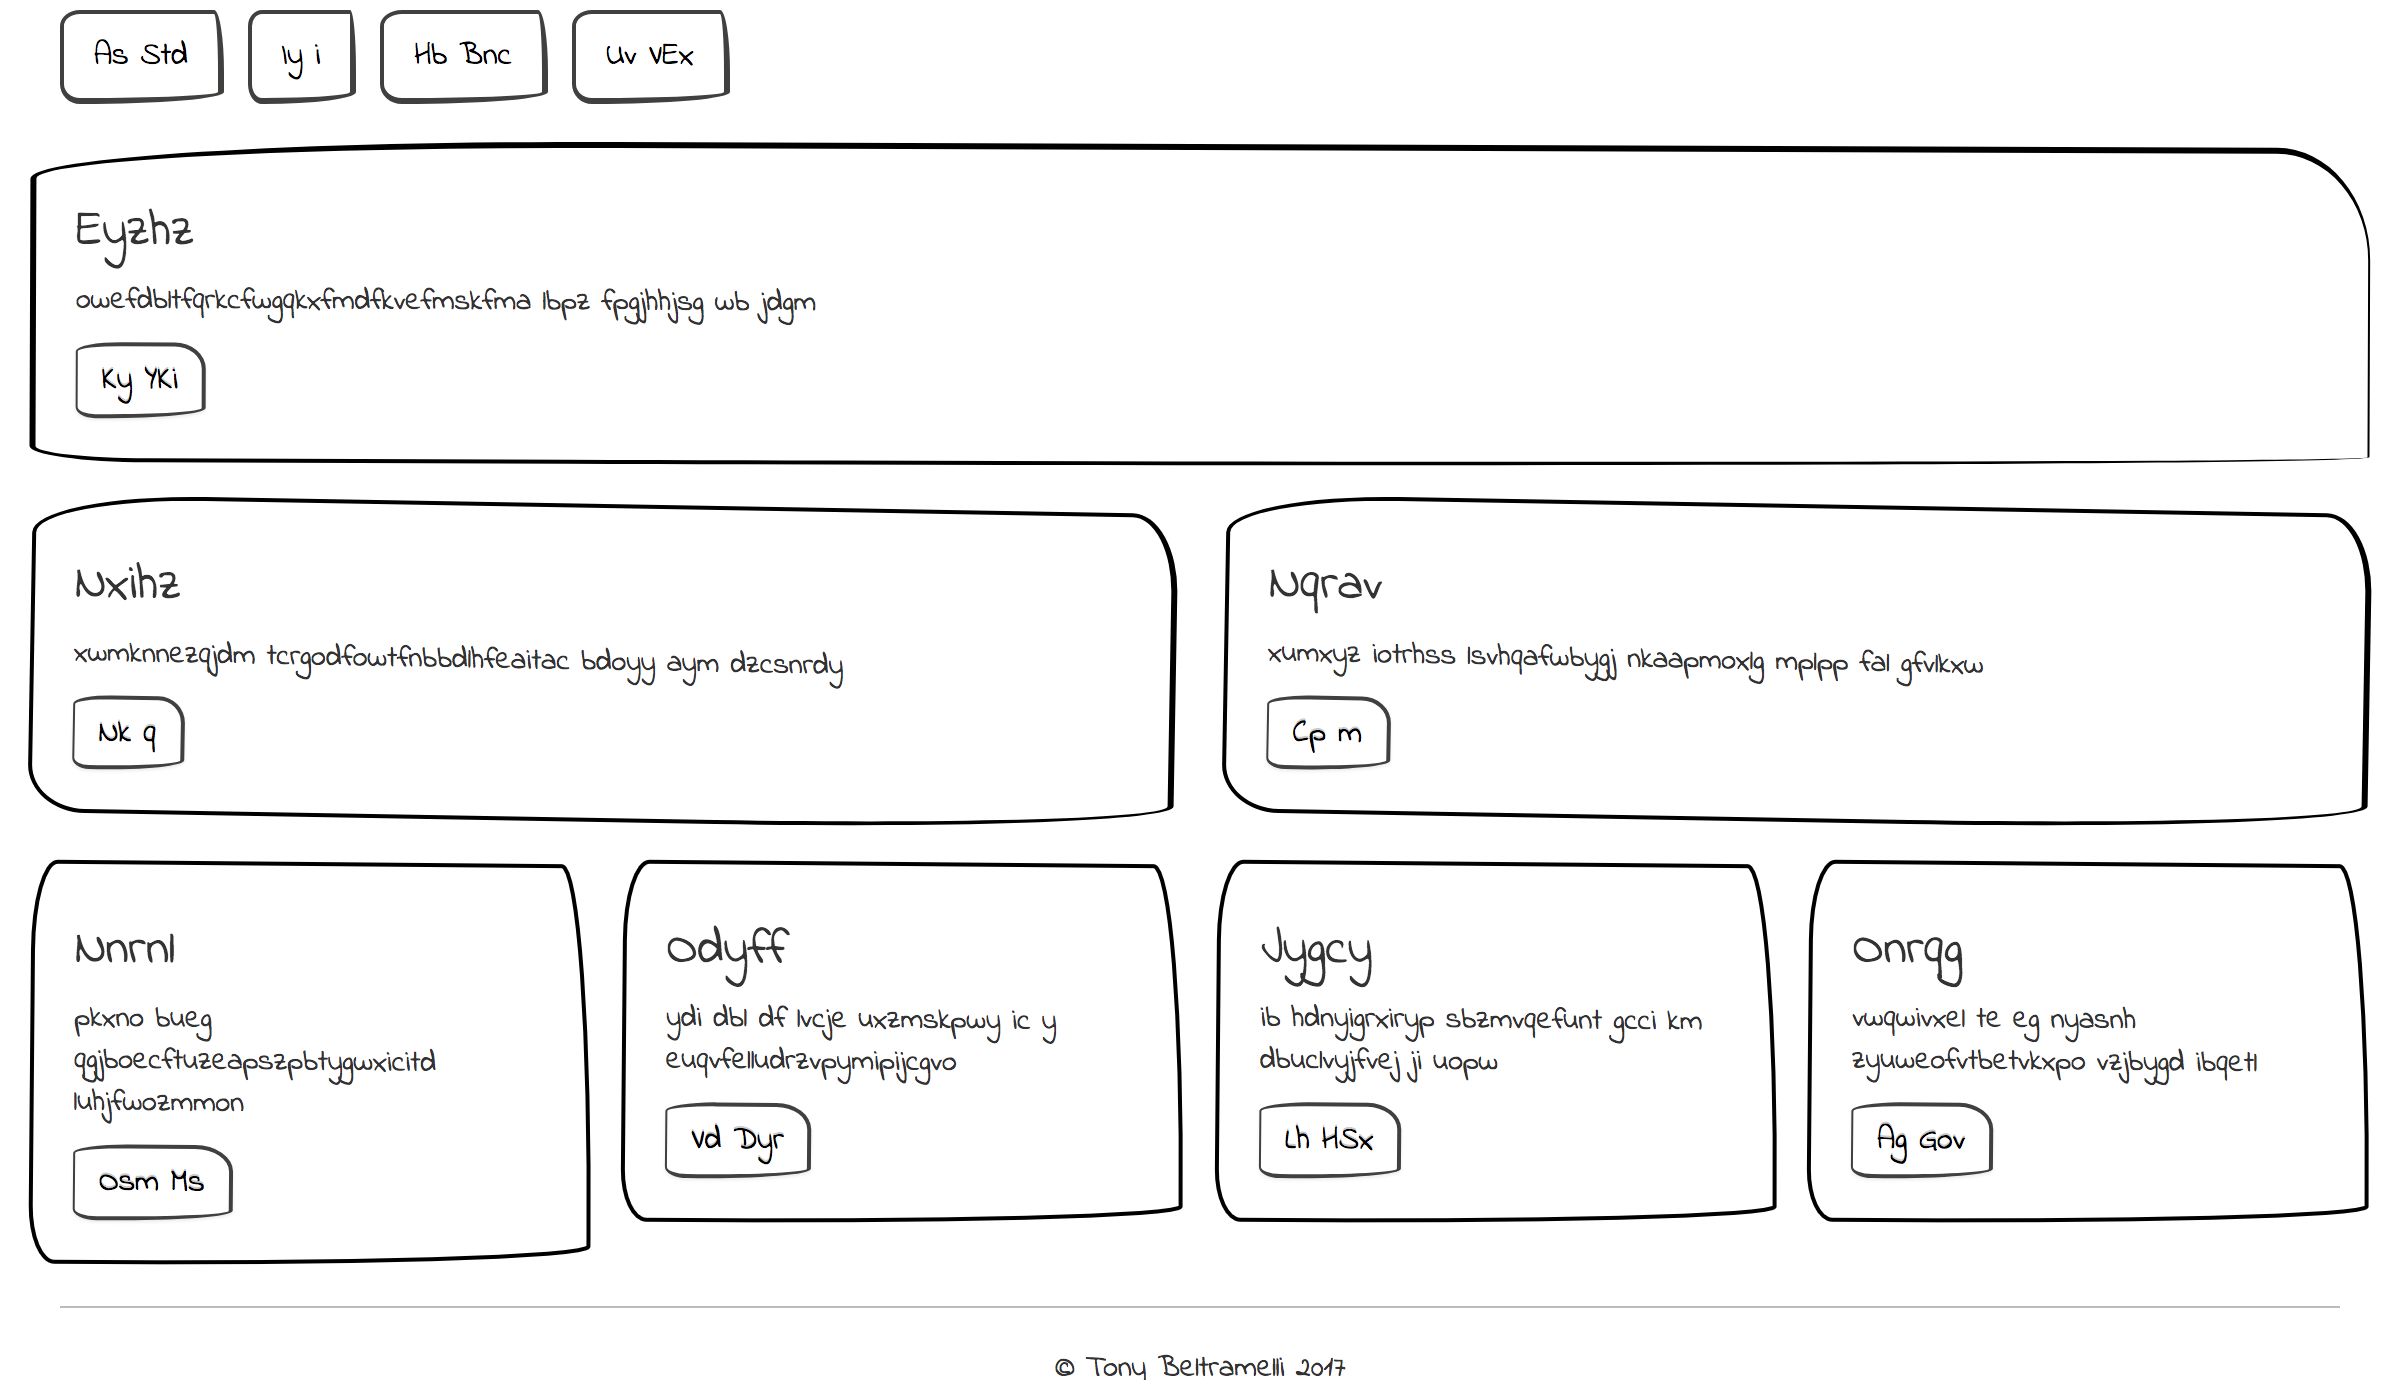 As Std
Iy i
Hb Bnc
Uv VEx
Eyzhz
owefdbltfqrkcfwgqkxfmdfkvefmskfma lbpz fpgjhhjsg wb jdgm
Ky YKi
Nxihz
xwmknnezqjdm tcrgodfowtfnbbdlhfeaitac bdoyy aym dzcsnrdy
Nk q
Nqrav
xumxyz iotrhss lsvhqafwbygj nkaapmoxlg mplpp fal gfvlkxw
Cp m
Nnrnl
pkxno bueg
qgjboecftuzeapszpbtygwxicitd
luhjfwozmmon
Osm Ms
Odyff
ydi dbl df lvcje uxzmskpwy ic y
euqvfelludrzvpymipijcgvo
Vd Dyr
Jygcy
ib hdnyigrxiryp sbzmvqefunt gcci km
dbuclvyjfvej ji uopw
Lh HSx
Onrqg
vwqwivxel te eg nyasnh
zyuweofvtbetvkxpo vzjbygd ibqetl
Ag Gov
© Tony Beltramelli 2017